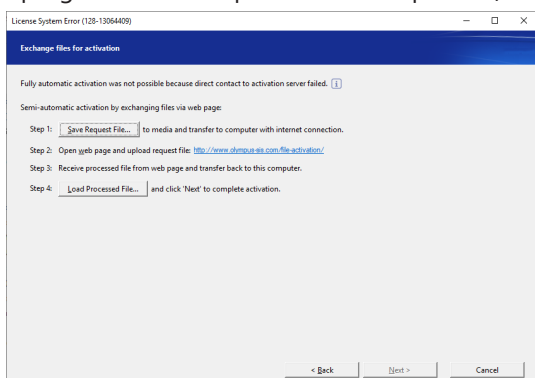 License System Error (128-13064409)
Exchange files for activation
Fully automatic activation was not possible because direct contact to activation server failed. i
Semi-automatic activation by exchanging files via web page:
Step 1: Save Request File... to media and transfer to computer with internet connection.
Step 2: Open web page and upload request file: http://www.olympus-sis.com/file-activation/
Step 3: Receive processed file from web page and transfer back to this computer.
Step 4: Load Processed File... and click 'Next' to complete activation.
< Back Next > Cancel